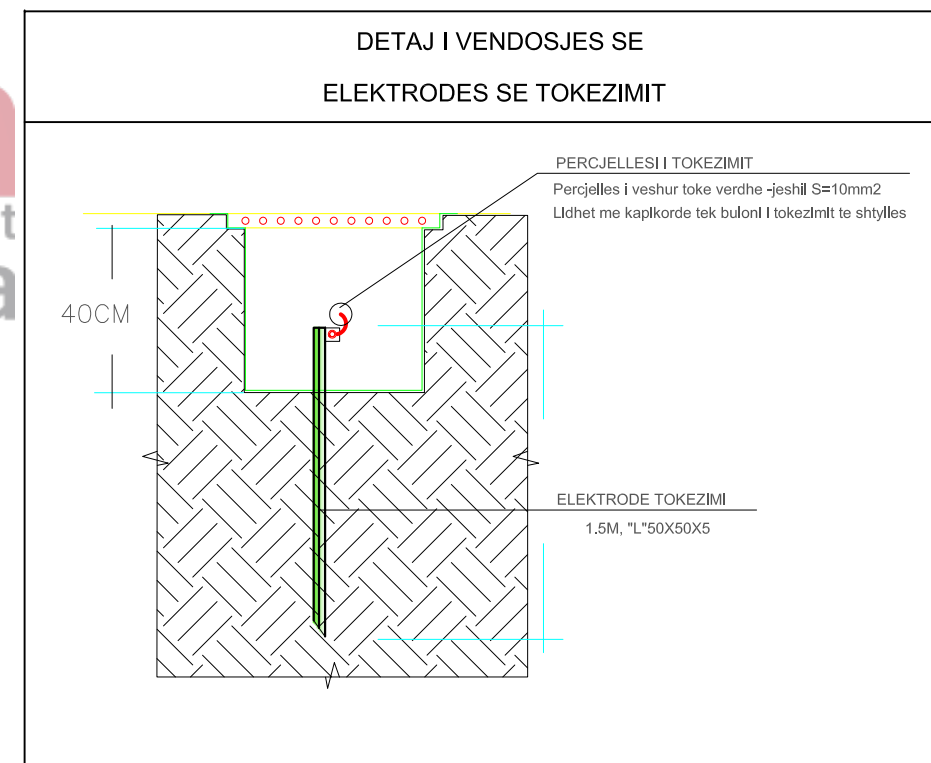 DETAJ I VENDOSJES SE
ELEKTRODES SE TOKEZIMIT
PERCJELLESI I TOKEZIMIT
Percjelles i veshur toke verdhe -jeshil S=10mm2
Lidhet me kapikorde tek buloni i tokezimit te shtylles
40CM
ELEKTRODE TOKEZIMI
1.5M, "L"50X50X5